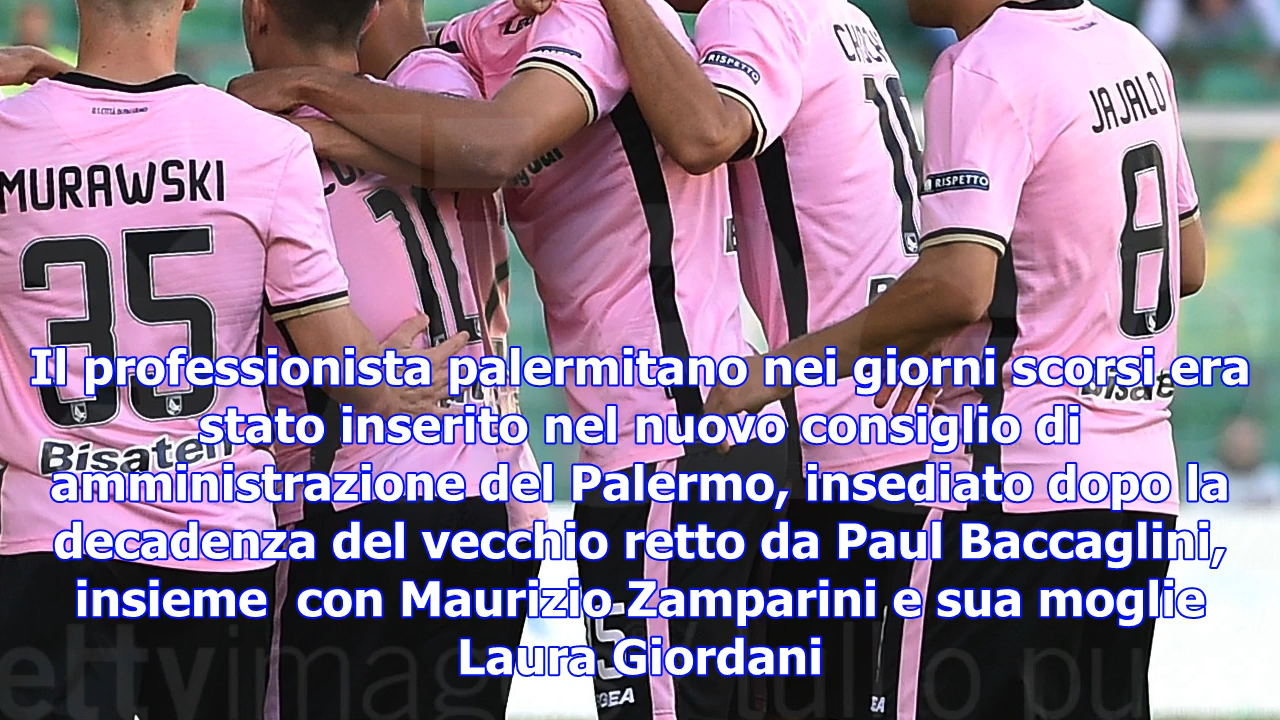 RISPETTO
JAJALO
8
RISPETTO
MURAWSKI
35
10
Bisaten
Il professionista palermitano nei giorni scorsi era
stato inserito nel nuovo consiglio di
amministrazione del Palermo, insediato dopo la
decadenza del vecchio retto da Paul Baccaglini,
insieme  con Maurizio Zamparini e sua moglie
Laura Giordani